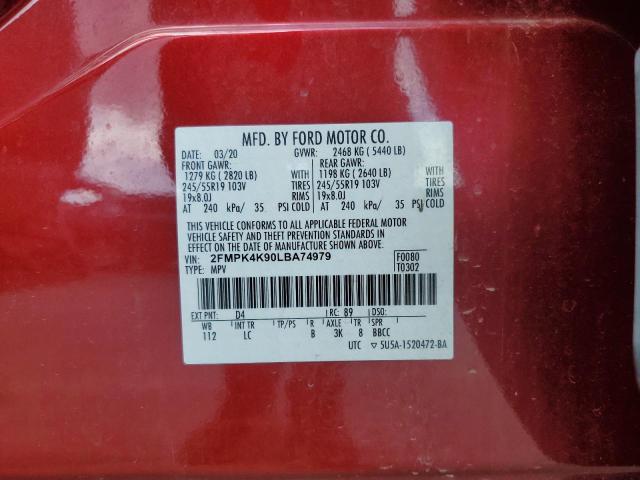 MFD. BY FORD MOTOR CO.
DATE: 03/20 GVWR: 2468 KG ( 5440 LB)
FRONT GAWR: REAR GAWR:
1279 KG ( 2820 LB) WITH 1198 KG ( 2640 LB) WITH
245/55R19 103V TIRES 245/55R19 103V TIRES
19x8.0J RIMS 19x8.0J RIMS
AT 240 kPa/ 35 PSI COLD AT 240 kPa/ 35 PSI COLD
THIS VEHICLE CONFORMS TO ALL APPLICABLE FEDERAL MOTOR
VEHICLE SAFETY AND THEFT PREVENTION STANDARDS IN
EFFECT ON THE DATE OF MANUFACTURE SHOWN ABOVE.
VIN: 2FMPK4K90LBA74979 F0080
TYPE: MPV T0302
EXT PNT: D4 RC: 89 DSO:
WB INT TR TP/PS R AXLE TR SPR
112 LC B 3K 8 BBCC
UTC ▽ 5U5A-1520472-BA